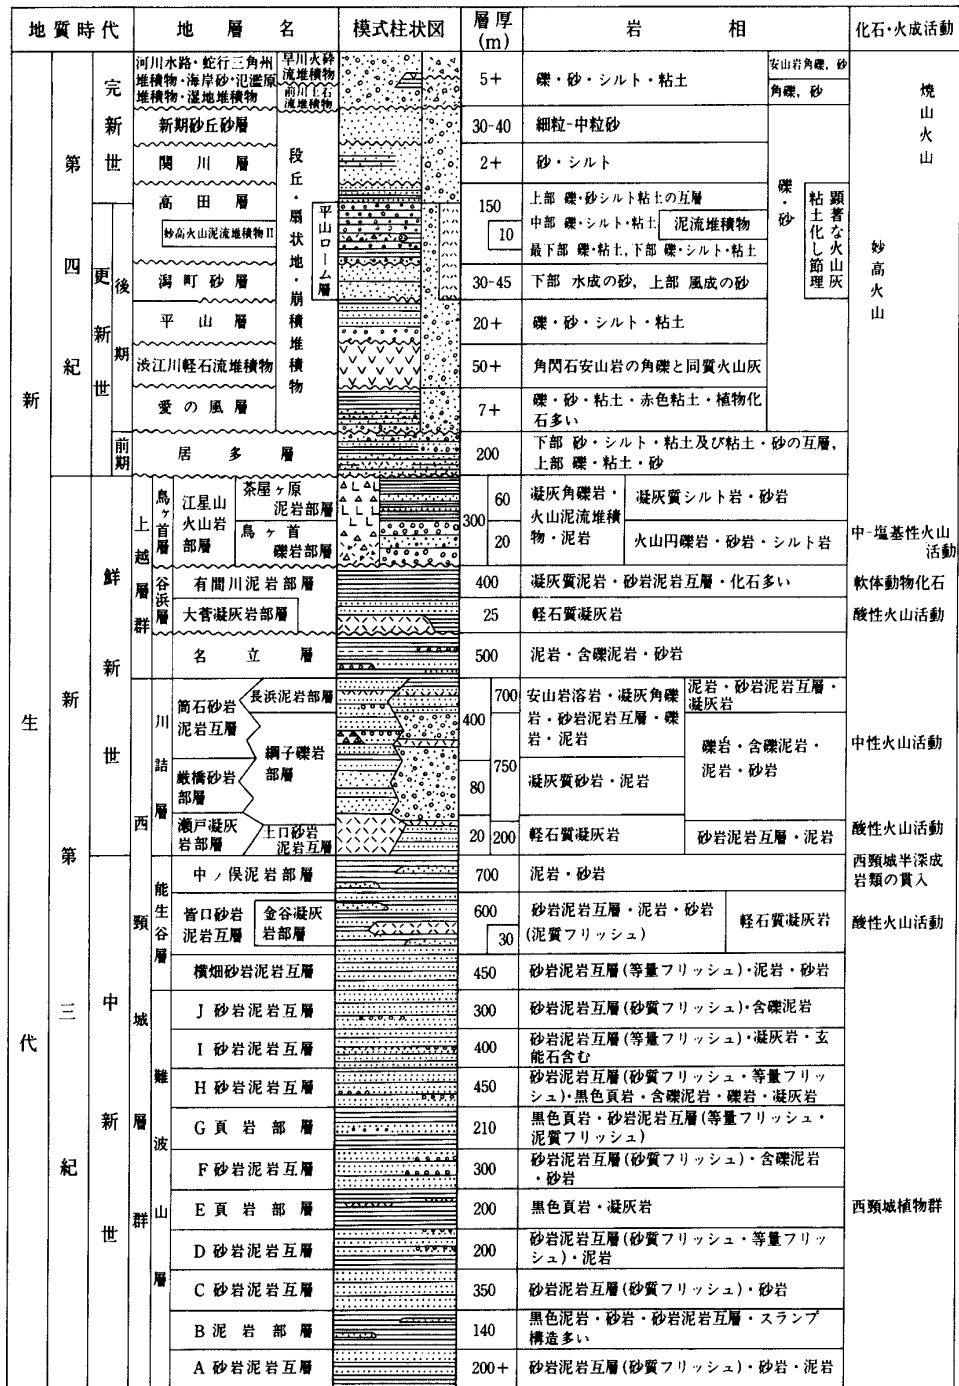 地質時代 地層名 模式柱状図 層厚(m) 岩相 化石・火成活動
新生代
第四紀
新第三紀
完新世
更新世
後期
前期
鮮新世
中新世
河川水路・蛇行三角州
堆積物・海岸砂・氾濫原
堆積物・湿地堆積物
早川火砕
流堆積物
前川土石
流堆積物
5+
礫・砂・シルト・粘土
安山岩角礫, 砂
角礫, 砂
焼山火山
新期砂丘砂層
30-40
細粒-中粒砂
関川層
2+
砂・シルト
段丘・扇状地・崩積堆積物
平山ローム層
礫・砂
顕著な火山灰
粘土化し節理
妙高火山
高田層
妙高火山泥流堆積物II
150
10
上部 礫・砂シルト粘土の互層
中部 礫・シルト・粘土
泥流堆積物
最下部 礫・粘土, 下部 礫・シルト・粘土
潟町砂層
30-45
下部 水成の砂, 上部 風成の砂
平山層
20+
礫・砂・シルト・粘土
渋江川軽石流堆積物
50+
角閃石安山岩の角礫と同質火山灰
愛の風層
7+
礫・砂・粘土・赤色粘土・植物化
石多い
居多層
200
下部 砂・シルト・粘土及び粘土・砂の互層,
上部 礫・粘土・砂
上越層群
鳥ヶ首層
江星山
火山岩
部層
茶屋ヶ原
泥岩部層
鳥ヶ首
礫岩部層
300
60
20
凝灰角礫岩・
火山泥流堆積
物・泥岩
凝灰質シルト岩・砂岩
火山円礫岩・砂岩・シルト岩
中-塩基性火山
活動
谷浜層
有間川泥岩部層
400
凝灰質泥岩・砂岩泥岩互層・化石多い
軟体動物化石
大菅凝灰岩部層
25
軽石質凝灰岩
酸性火山活動
名立層
500
泥岩・含礫泥岩・砂岩
西頸城層群
川詰層
筒石砂岩
泥岩互層
長浜泥岩部層
綱子礫岩
部層
厳橋砂岩
部層
瀬戸凝灰
岩部層
土口砂岩
泥岩互層
400
700
750
80
20
200
安山岩溶岩・凝灰角礫
岩・砂岩泥岩互層・礫
岩・泥岩
泥岩・砂岩泥岩互層・
凝灰岩
礫岩・含礫泥岩・
泥岩・砂岩
凝灰質砂岩・泥岩
軽石質凝灰岩
砂岩泥岩互層・泥岩
中性火山活動
酸性火山活動
能生谷層
中ノ俣泥岩部層
700
泥岩・砂岩
西頸城半深成
岩類の貫入
皆口砂岩
泥岩互層
金谷凝灰
岩部層
600
30
砂岩泥岩互層・泥岩・砂岩
(泥質フリッシュ)
軽石質凝灰岩
酸性火山活動
横畑砂岩泥岩互層
450
砂岩泥岩互層(等量フリッシュ)・泥岩・砂岩
難波山層
J 砂岩泥岩互層
300
砂岩泥岩互層(砂質フリッシュ)・含礫泥岩
I 砂岩泥岩互層
400
砂岩泥岩互層(等量フリッシュ)・凝灰岩・玄
能石含む
H 砂岩泥岩互層
450
砂岩泥岩互層(砂質フリッシュ・等量フリッ
シュ)・黒色頁岩・含礫泥岩・礫岩・凝灰岩
G 頁岩部層
210
黒色頁岩・砂岩泥岩互層(等量フリッシュ・
泥質フリッシュ)
F 砂岩泥岩互層
300
砂岩泥岩互層(砂質フリッシュ)・含礫泥岩
・砂岩
E 頁岩部層
200
黒色頁岩・凝灰岩
西頸城植物群
D 砂岩泥岩互層
200
砂岩泥岩互層(砂質フリッシュ・等量フリッ
シュ)・泥岩
C 砂岩泥岩互層
350
砂岩泥岩互層(砂質フリッシュ)・砂岩
B 泥岩部層
140
黒色泥岩・砂岩・砂岩泥岩互層・スランプ
構造多い
A 砂岩泥岩互層
200+
砂岩泥岩互層(砂質フリッシュ)・砂岩・泥岩